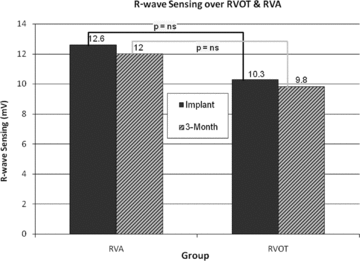 R-wave Sensing over RVOT & RVA
p = ns
p = ns
14
12
10
8
6
4
2
0
R-wave Sensing (mV)
12.6
12
10.3
9.8
Implant
3-Month
RVA
RVOT
Group